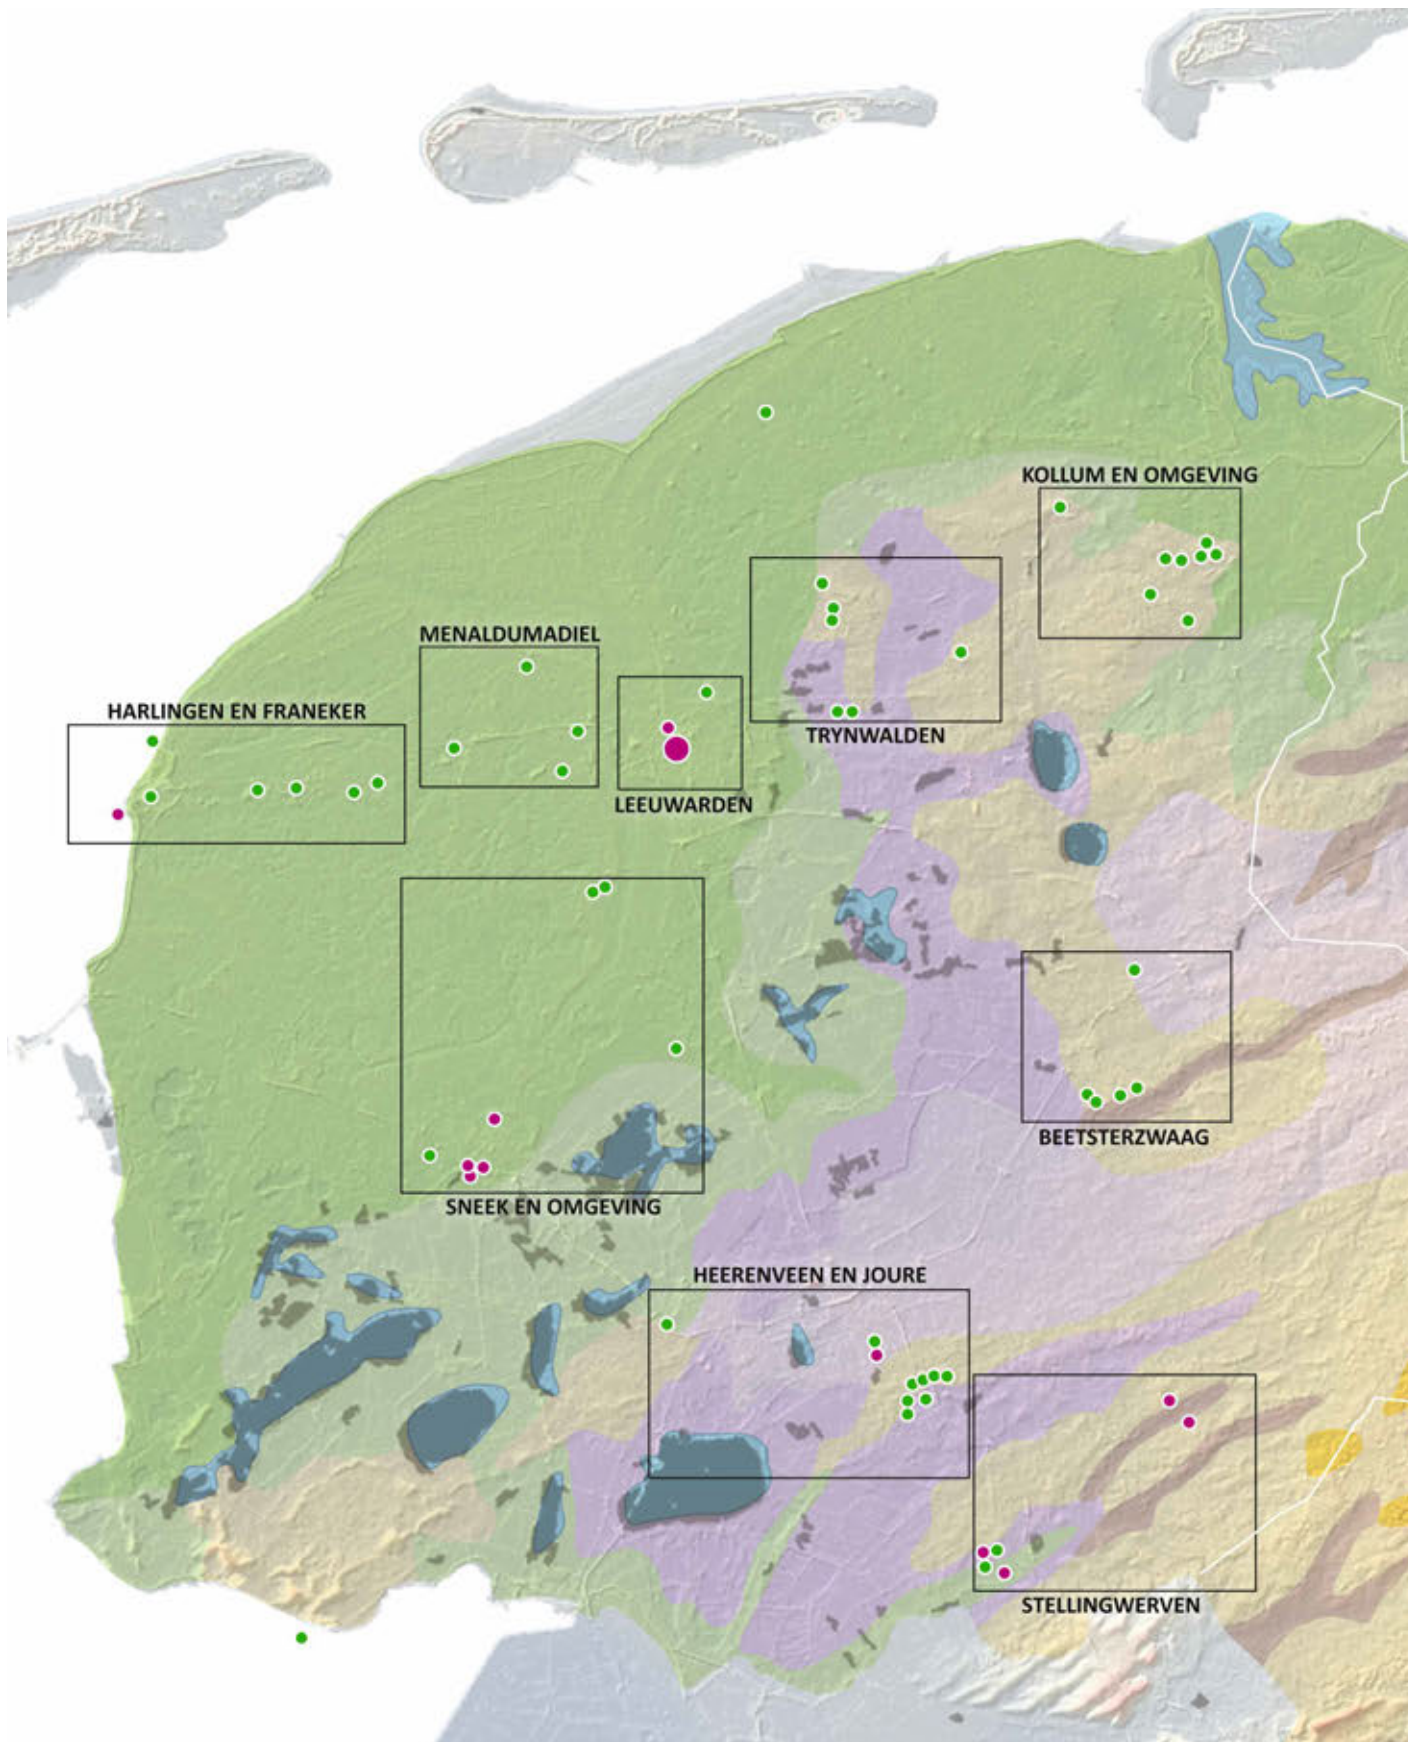 KOLLUM EN OMGEVING
MENALDUMADIEL
HARLINGEN EN FRANEKER
TRYNWALDEN
LEEUWARDEN
BEETSTERZWAAG
SNEEK EN OMGEVING
HEERENVEEN EN JOURE
STELLINGWERVEN